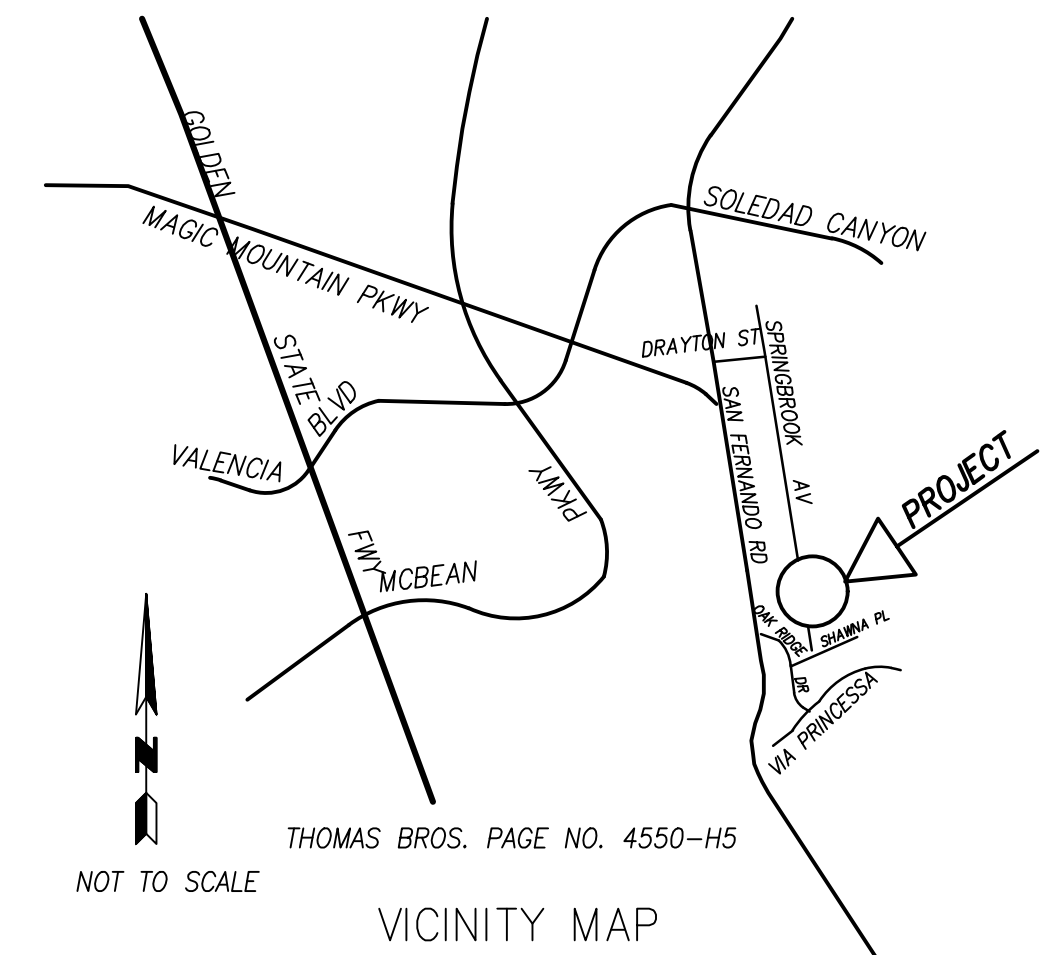 GOLDEN
STATE
FWY
MAGIC MOUNTAIN PKWY
SOLEDAD CANYON
DRAYTON ST
SPRINGBROOK AV
SAN FERNANDO RD
VALENCIA
BLVD
PKWY
MCBEAN
PROJECT
OAK RIDGE
DR
SHAWNA PL
VIA PRINCESSA
N
NOT TO SCALE
THOMAS BROS. PAGE NO. 4550-H5
VICINITY MAP